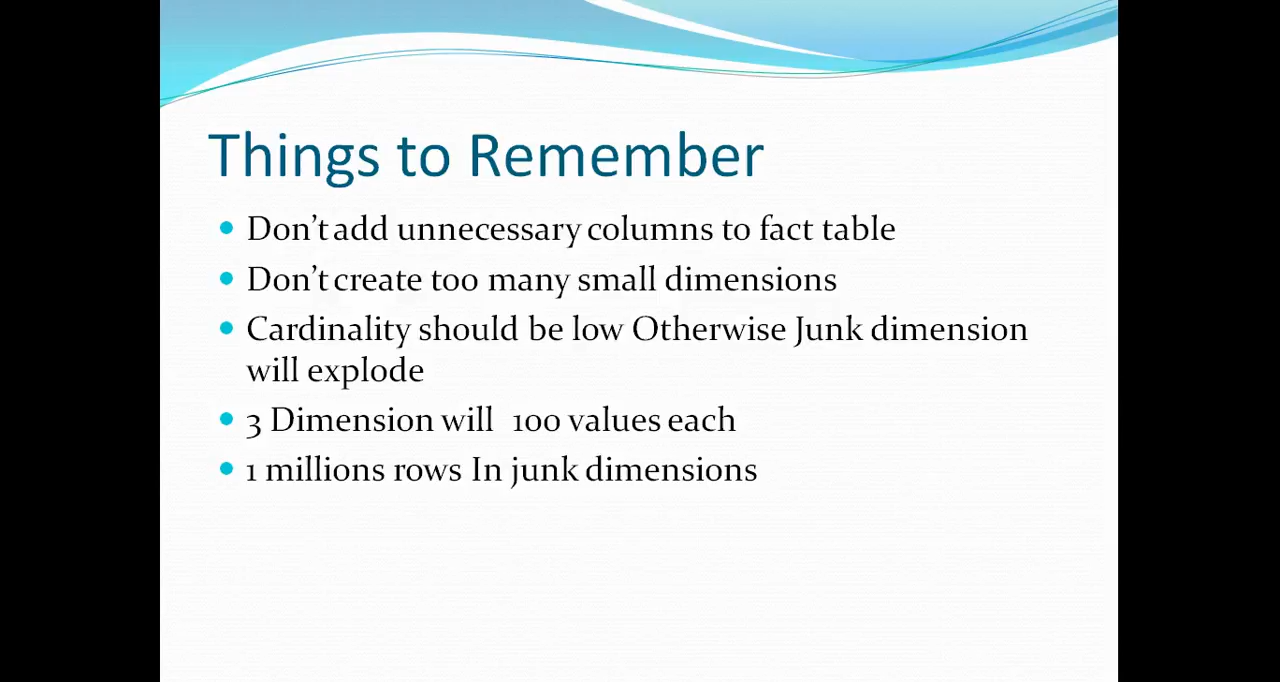 Things to Remember
Don't add unnecessary columns to fact table
Don't create too many small dimensions
Cardinality should be low Otherwise Junk dimension
will explode
3 Dimension will 100 values each
1 millions rows In junk dimensions